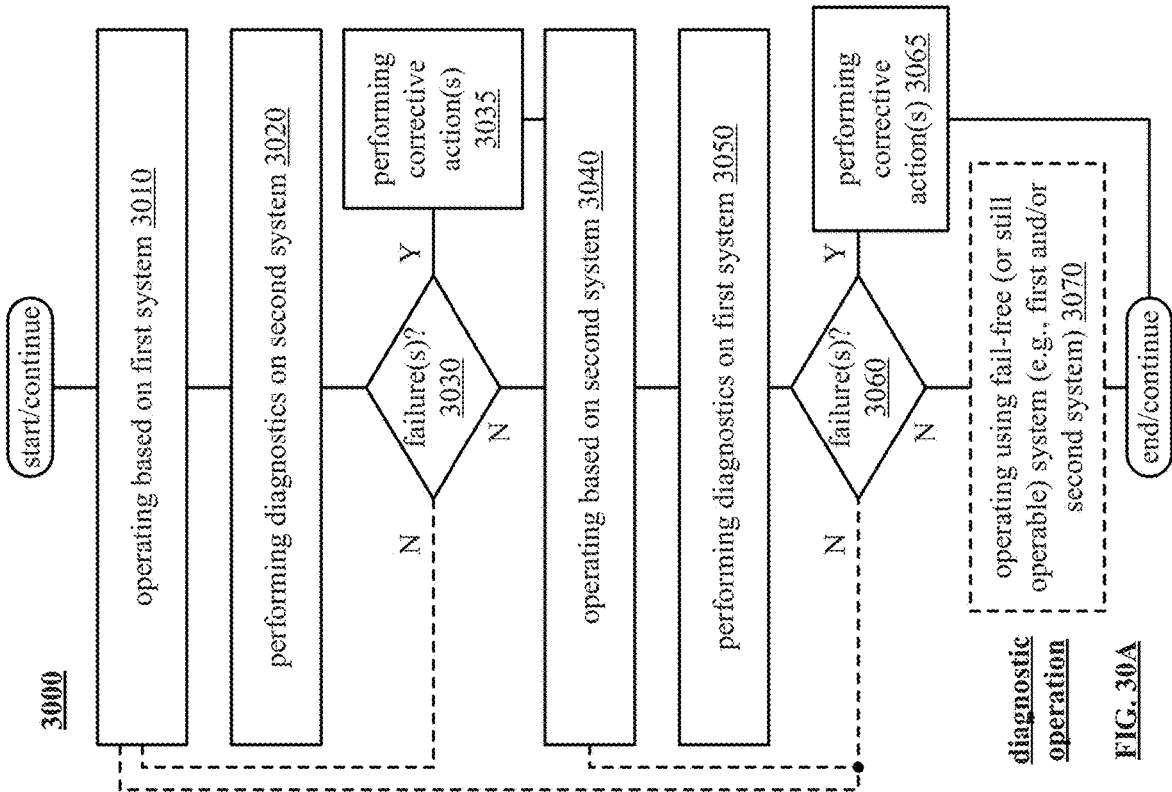 3000
start/continue
operating based on first system 3010
performing diagnostics on second system 3020
failure(s)?
3030
Y
N
N
performing
corrective
action(s)
3035
operating based on second system 3040
performing diagnostics on first system 3050
failure(s)?
3060
Y
N
N
performing
corrective
action(s) 3065
operating using fail-free (or still
operable) system (e.g., first and/or
second system) 3070
end/continue
diagnostic
operation
FIG. 30A